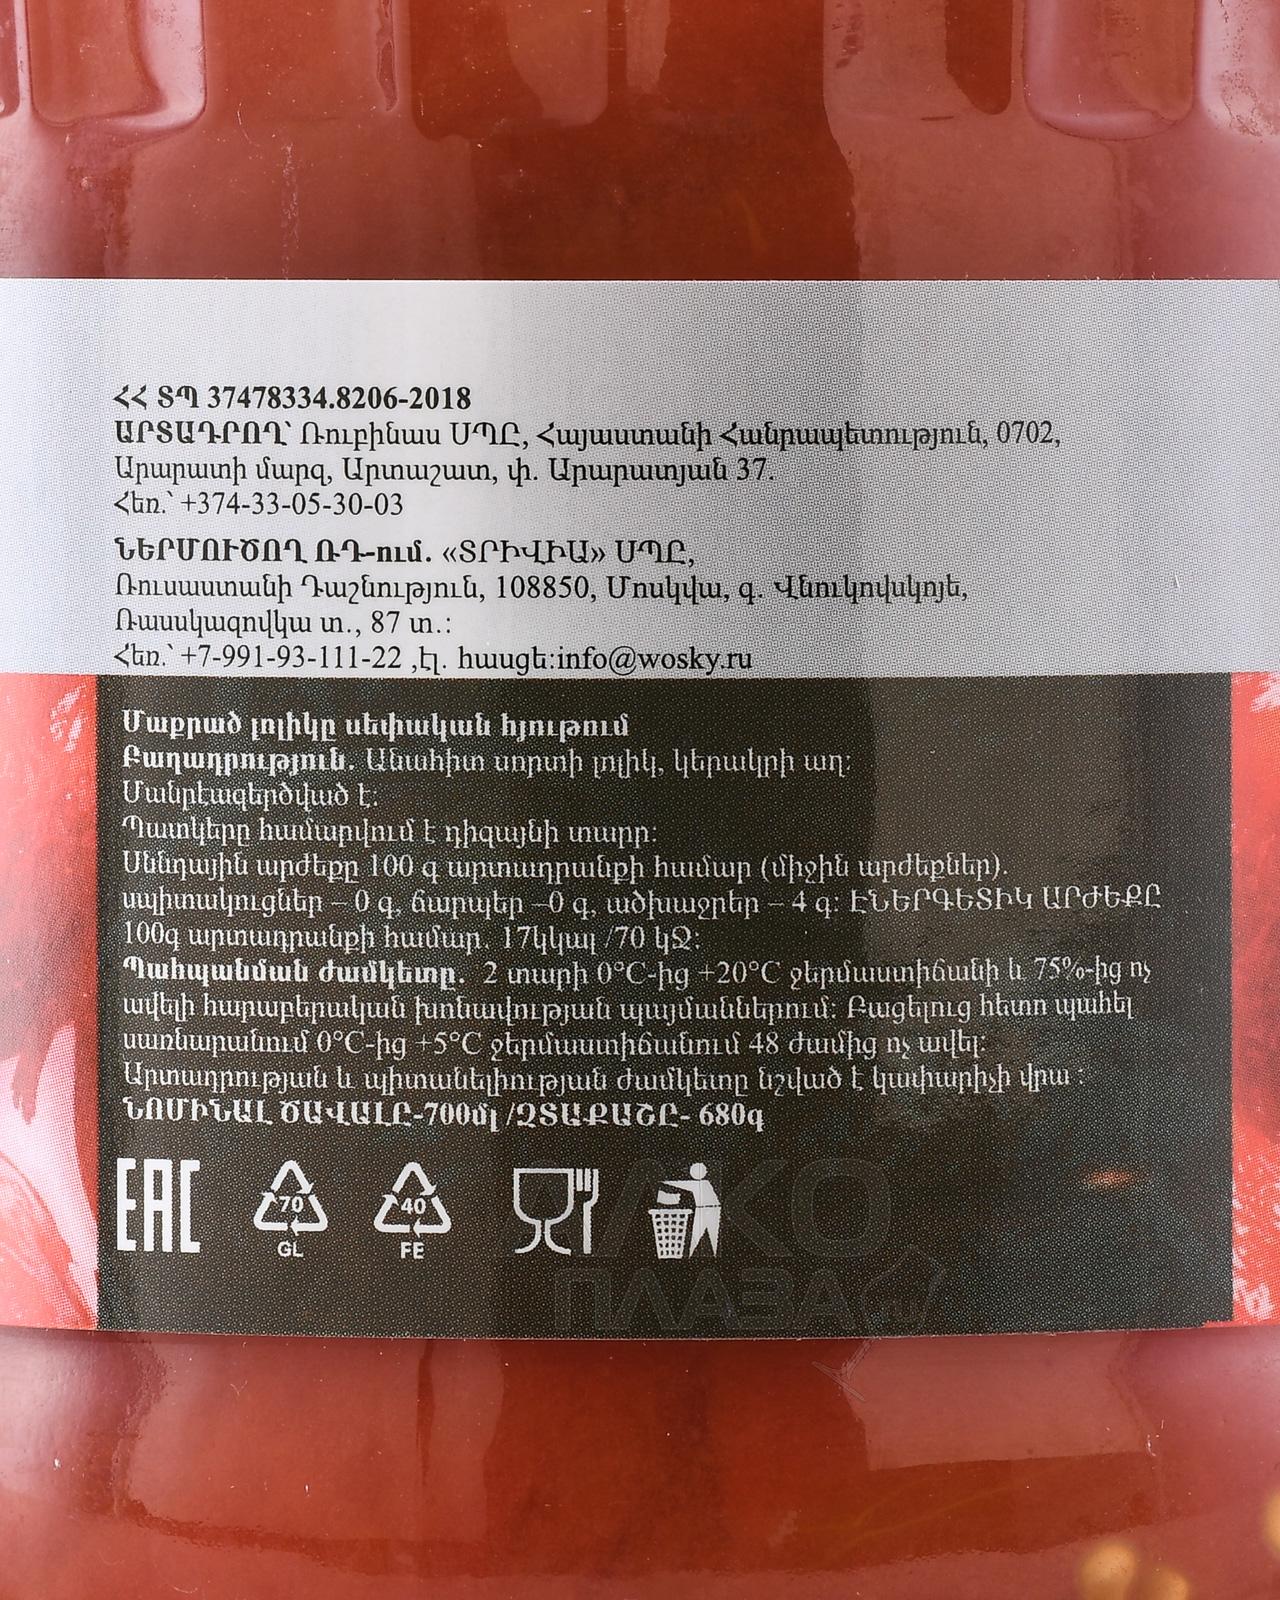 ՀՀ ՏՊ 37478334.8206-2018
ԱՐՏԱԴՐՈՂ՝ Ռուբինաս ՍՊԸ, Հայաստանի Հանրապետություն, 0702,
Արարատի մարզ, Արտաշատ, փ. Արարատյան 37.
Հեռ.՝ +374-33-05-30-03
ՆԵՐՄՈՒԾՈՂ ՌԴ-ում. «ՏՐԻՎԻԱ» ՍՊԸ,
Ռուսաստանի Դաշնություն, 108850, Մոսկվա, գ. Վնուկովսկոյե,
Ռասսկազովկա տ., 87 տ.:
Հեռ.՝ +7-991-93-111-22 ,էլ. հասցե:info@wosky.ru
Մաքրած լոլիկը սեփական հյութում
Բաղադրություն. Անահիտ սորտի լոլիկ, կերակրի աղ:
Մանրէազերծված է:
Պատկերը համարվում է դիզայնի տարր:
Սննդային արժեքը 100 գ արտադրանքի համար (միջին արժեքներ).
սպիտակուցներ – 0 գ, ճարպեր –0 գ, ածխաջրեր – 4 գ: ԷՆԵՐԳԵՏԻԿ ԱՐԺԵՔԸ
100գ արտադրանքի համար. 17կկալ /70 կՋ:
Պահպանման ժամկետը. 2 տարի 0°C-ից +20°C ջերմաստիճանի և 75%-ից ոչ
ավելի հարաբերական խոնավության պայմաններում: Բացելուց հետո պահել
սառնարանում 0°C-ից +5°C ջերմաստիճանում 48 ժամից ոչ ավել:
Արտադրության և պիտանելիության ժամկետը նշված է կափարիչի վրա :
ՆՈՄԻՆԱԼ ԾԱՎԱԼԸ-700մլ /ԶՏԱՔԱՇԸ- 680գ
EAC 70 40
GL FE
АЛКО
ПЛАЗА.ru